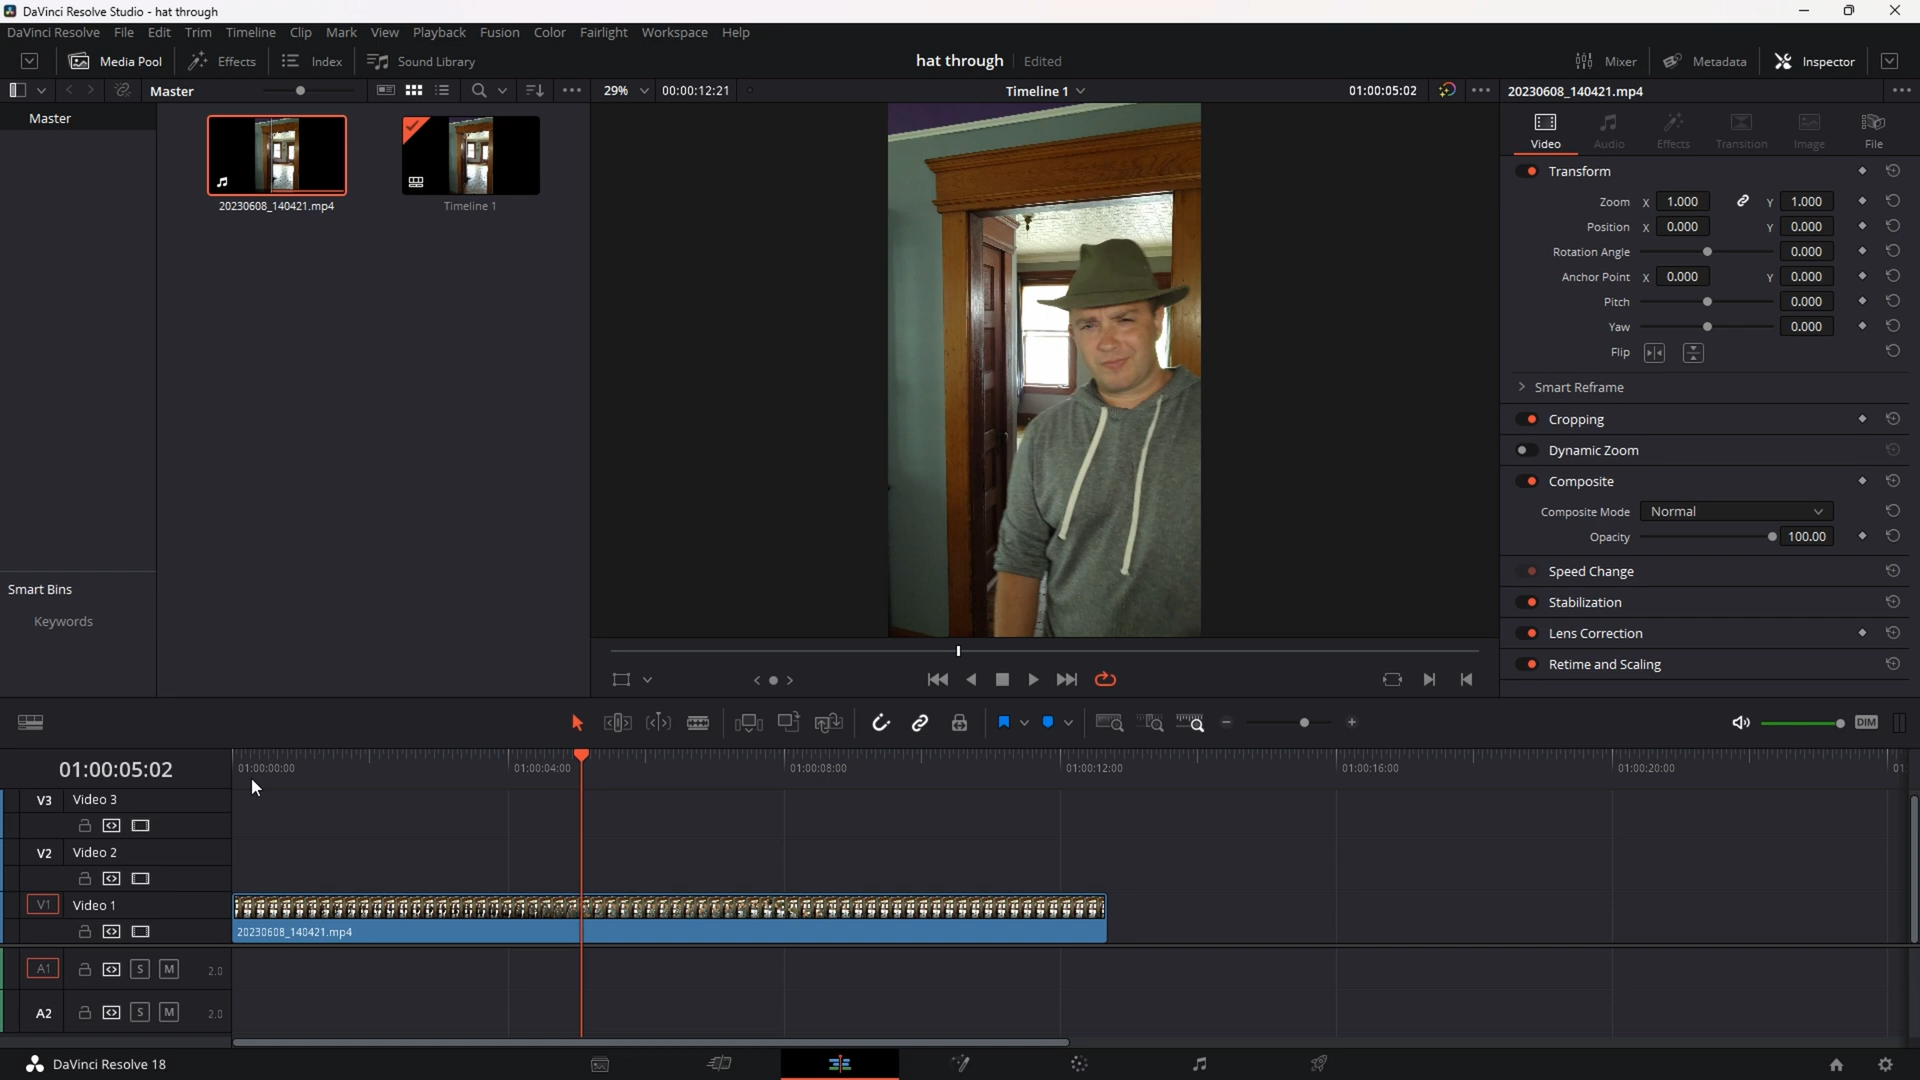 DaVinci Resolve Studio - hat through
DaVinci Resolve File Edit Trim Timeline Clip Mark View Playback Fusion Color Fairlight Workspace Help
Media Pool Effects Index Sound Library hat through Edited Mixer Metadata Inspector
Master 29% 00:00:12:21 Timeline 1 01:00:05:02 20230608_140421.mp4
Master
20230608_140421.mp4 Timeline 1
Smart Bins
Keywords
Video Audio Effects Transition Image File
Transform
Zoom X 1.000 Y 1.000
Position X 0.000 Y 0.000
Rotation Angle 0.000
Anchor Point X 0.000 Y 0.000
Pitch 0.000
Yaw 0.000
Flip
Smart Reframe
Cropping
Dynamic Zoom
Composite
Composite Mode Normal
Opacity 100.00
Speed Change
Stabilization
Lens Correction
Retime and Scaling
DIM
01:00:05:02 01:00:00:00 01:00:04:00 01:00:08:00 01:00:12:00 01:00:16:00 01:00:20:00 01:
V3 Video 3
V2 Video 2
V1 Video 1
20230608_140421.mp4
A1 S M 2.0
A2 S M 2.0
DaVinci Resolve 18